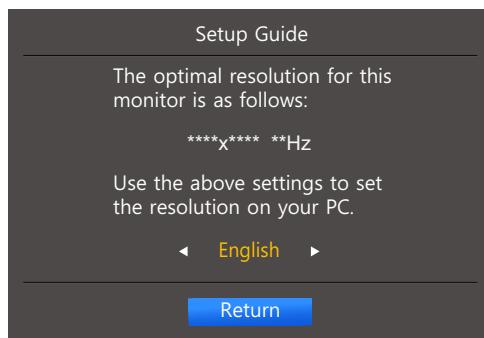 Setup Guide
The optimal resolution for this
monitor is as follows:
****x**** **Hz
Use the above settings to set
the resolution on your PC.
English
Return